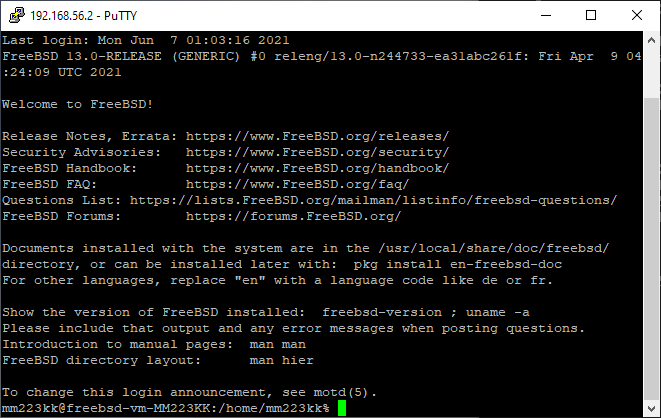 192.168.56.2 - PuTTY
Last login: Mon Jun  7 01:03:16 2021
FreeBSD 13.0-RELEASE (GENERIC) #0 releng/13.0-n244733-ea31abc261f: Fri Apr  9 04
:24:09 UTC 2021
Welcome to FreeBSD!
Release Notes, Errata: https://www.FreeBSD.org/releases/
Security Advisories:   https://www.FreeBSD.org/security/
FreeBSD Handbook:      https://www.FreeBSD.org/handbook/
FreeBSD FAQ:           https://www.FreeBSD.org/faq/
Questions List: https://lists.FreeBSD.org/mailman/listinfo/freebsd-questions/
FreeBSD Forums:        https://forums.FreeBSD.org/
Documents installed with the system are in the /usr/local/share/doc/freebsd/
directory, or can be installed later with:  pkg install en-freebsd-doc
For other languages, replace "en" with a language code like de or fr.
Show the version of FreeBSD installed:  freebsd-version ; uname -a
Please include that output and any error messages when posting questions.
Introduction to manual pages:  man man
FreeBSD directory layout:      man hier
To change this login announcement, see motd(5).
mm223kk@freebsd-vm-MM223KK:/home/mm223kk%